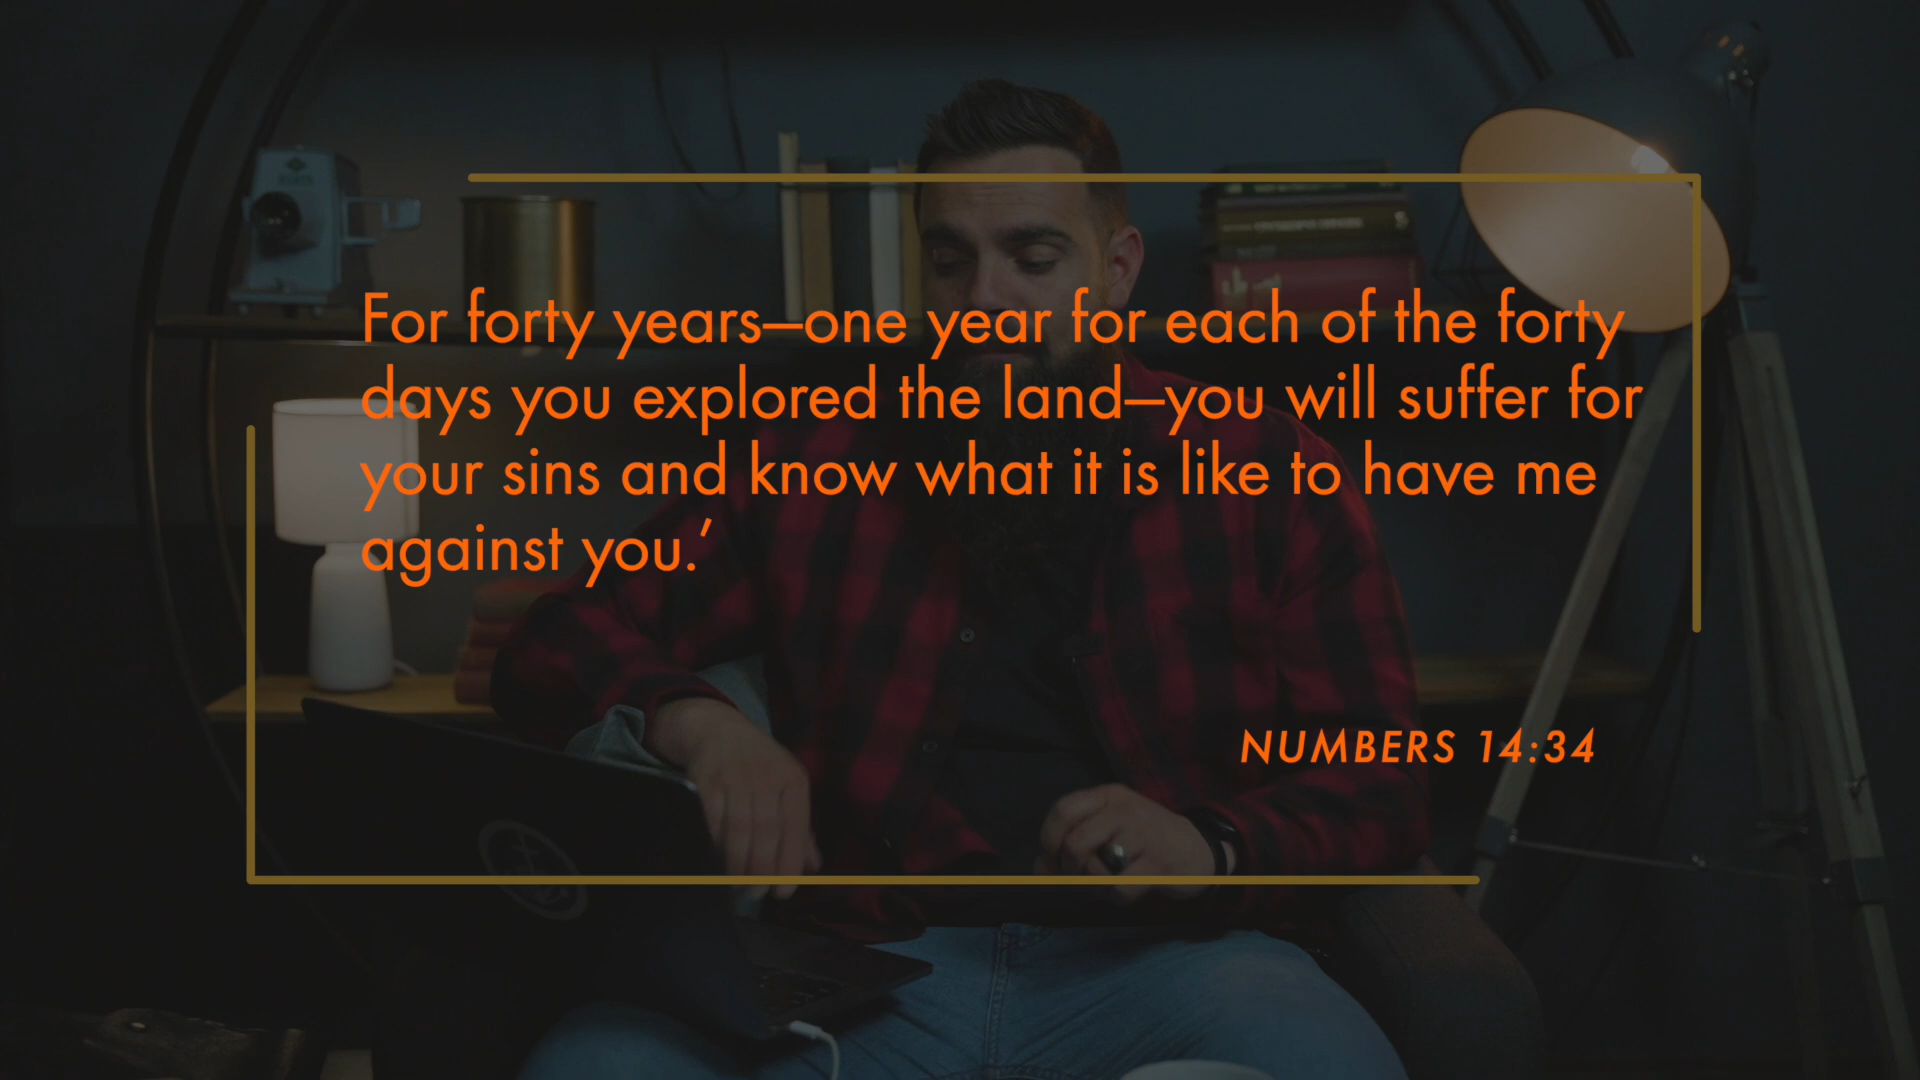 For forty years—one year for each of the forty
days you explored the land—you will suffer for
your sins and know what it is like to have me
against you.’
NUMBERS 14:34